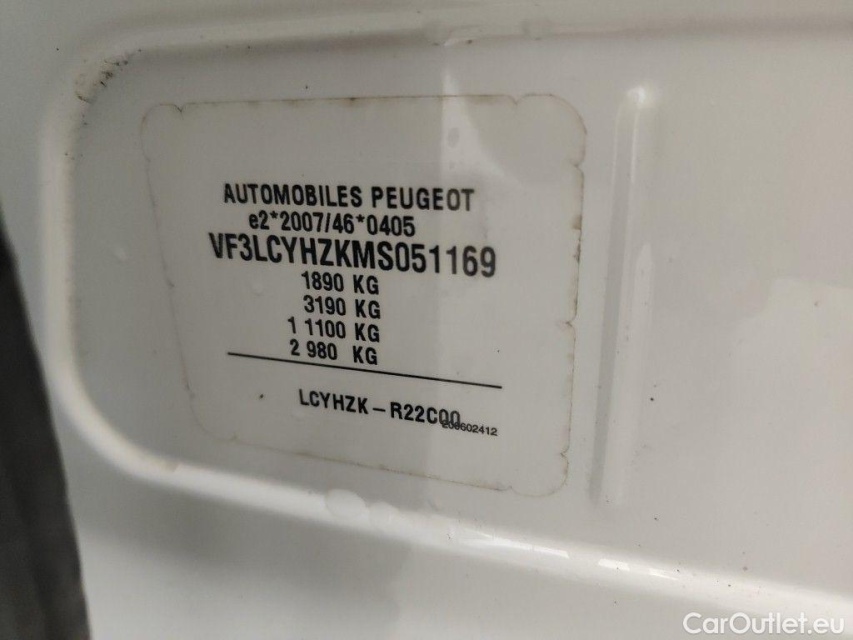 AUTOMOBILES PEUGEOT
e2*2007/46*0405
VF3LCYHZKMS051169
1890 KG
3190 KG
1 1100 KG
2 980 KG
LCYHZK-R22C00
CarOutlet.eu